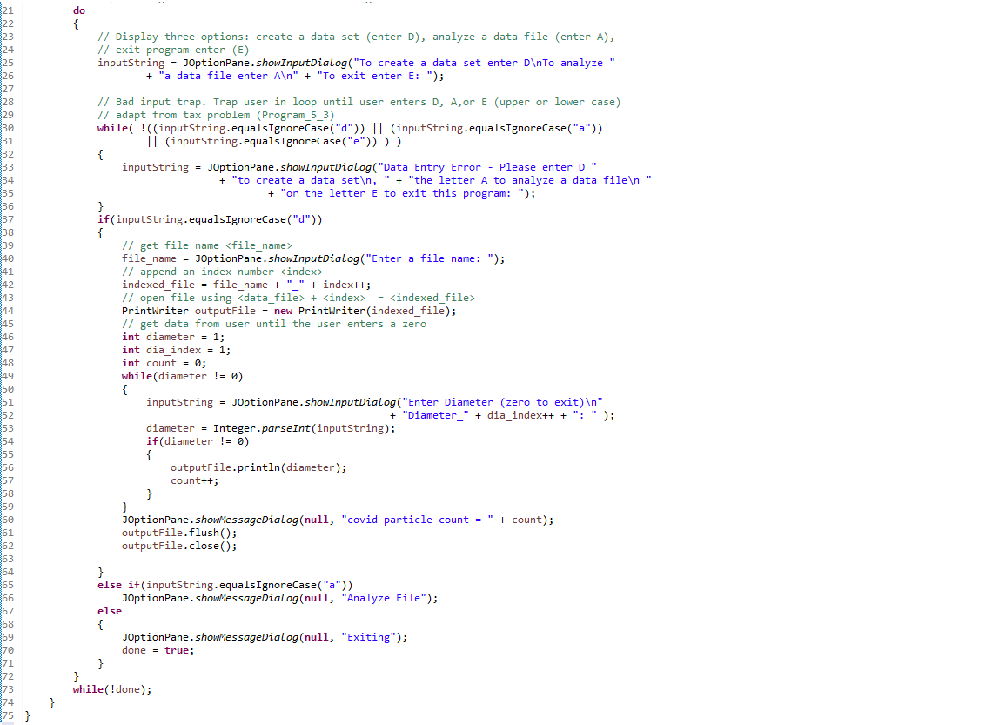 21 do
22 {
23 // Display three options: create a data set (enter D), analyze a data file (enter A),
24 // exit program enter (E)
25 inputString = JOptionPane.showInputDialog("To create a data set enter D\nTo analyze "
26 + "a data file enter A\n" + "To exit enter E: ");
27
28 // Bad input trap. Trap user in loop until user enters D, A,or E (upper or lower case)
29 // adapt from tax problem (Program_5_3)
30 while( !((inputString.equalsIgnoreCase("d")) || (inputString.equalsIgnoreCase("a"))
31 || (inputString.equalsIgnoreCase("e")) ) )
32 {
33 inputString = JOptionPane.showInputDialog("Data Entry Error - Please enter D "
34 + "to create a data set\n, " + "the letter A to analyze a data file\n "
35 + "or the letter E to exit this program: ");
36 }
37 if(inputString.equalsIgnoreCase("d"))
38 {
39 // get file name <file_name>
40 file_name = JOptionPane.showInputDialog("Enter a file name: ");
41 // append an index number <index>
42 indexed_file = file_name + "_" + index++;
43 // open file using <data_file> + <index>  = <indexed_file>
44 PrintWriter outputFile = new PrintWriter(indexed_file);
45 // get data from user until the user enters a zero
46 int diameter = 1;
47 int dia_index = 1;
48 int count = 0;
49 while(diameter != 0)
50 {
51 inputString = JOptionPane.showInputDialog("Enter Diameter (zero to exit)\n"
52 + "Diameter_" + dia_index++ + ": " );
53 diameter = Integer.parseInt(inputString);
54 if(diameter != 0)
55 {
56 outputFile.println(diameter);
57 count++;
58 }
59 }
60 JOptionPane.showMessageDialog(null, "covid particle count = " + count);
61 outputFile.flush();
62 outputFile.close();
63
64 }
65 else if(inputString.equalsIgnoreCase("a"))
66 JOptionPane.showMessageDialog(null, "Analyze File");
67 else
68 {
69 JOptionPane.showMessageDialog(null, "Exiting");
70 done = true;
71 }
72 }
73 while(!done);
74 }
75 }